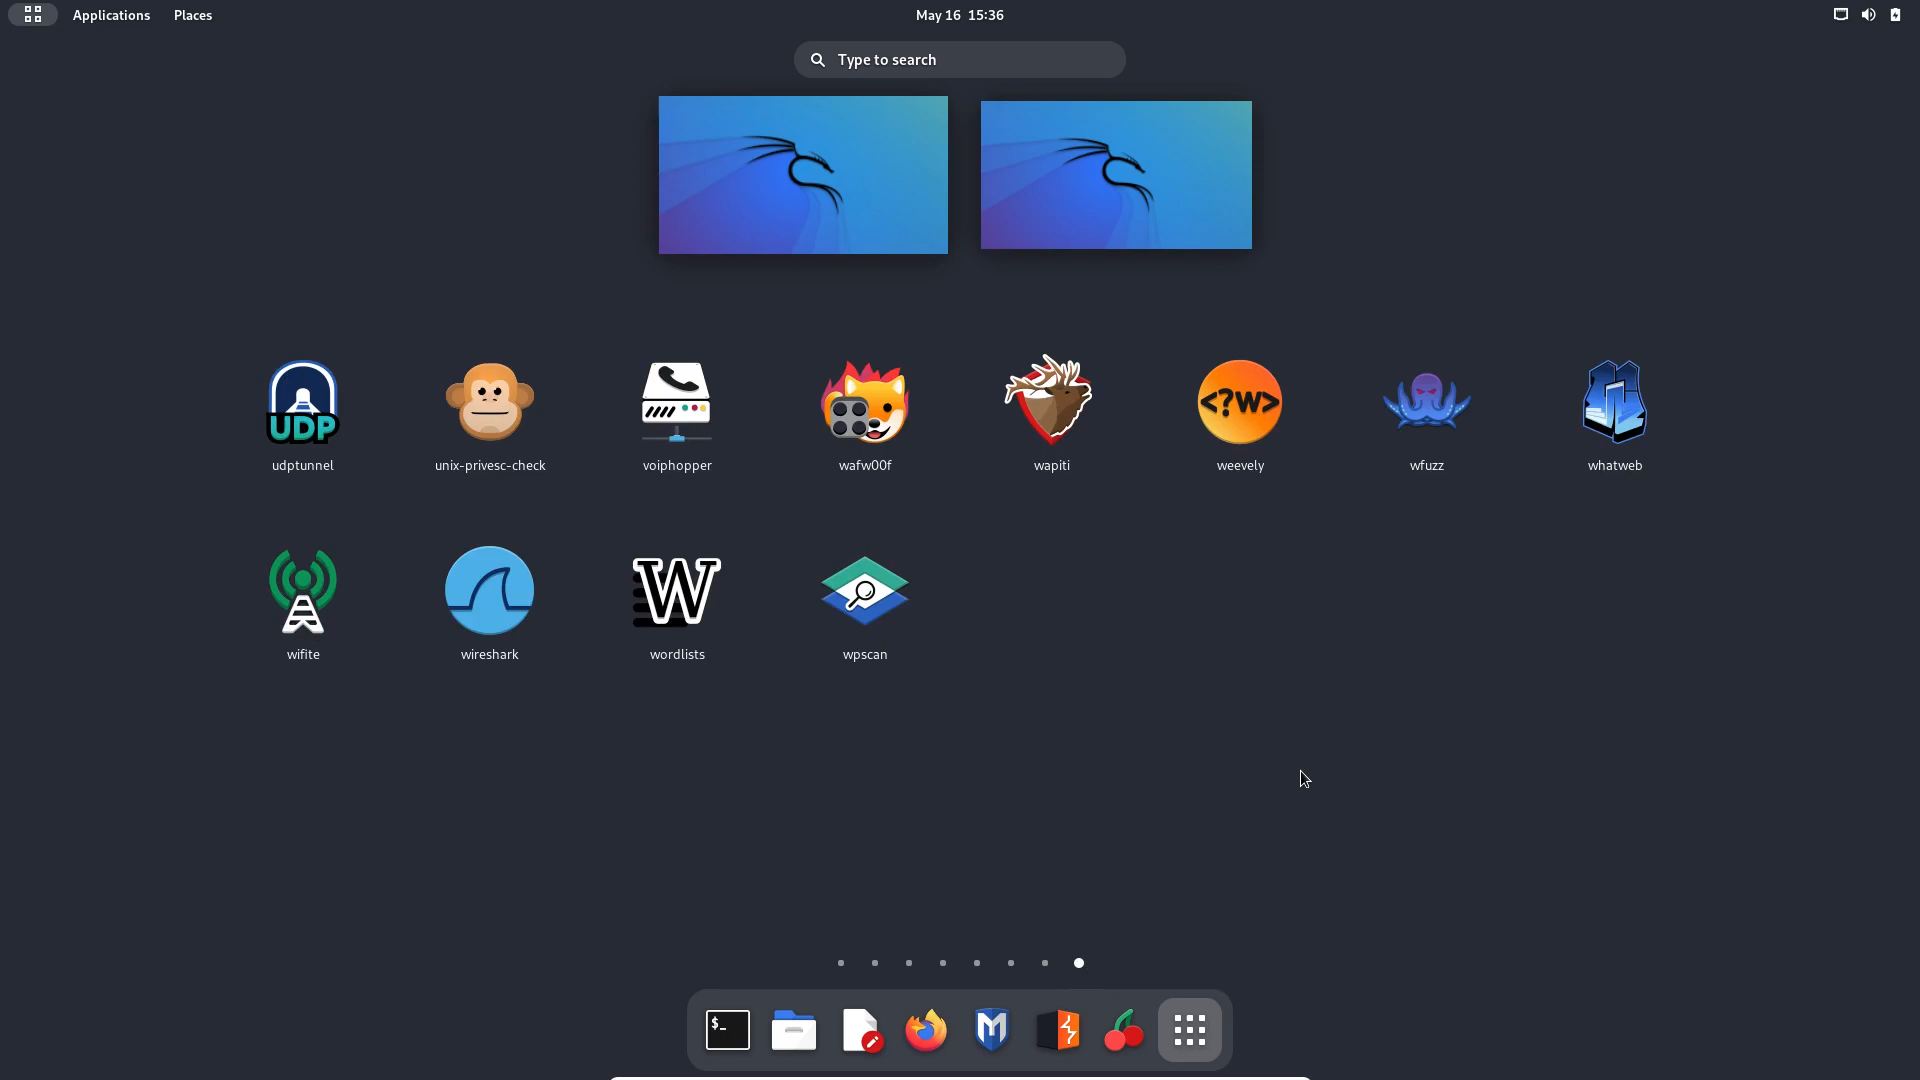 Applications Places May 16 15:36
Type to search
UDP
<?w>
udptunnel unix-privesc-check voiphopper wafw00f wapiti weevely wfuzz whatweb
W
wifite wireshark wordlists wpscan
$_
M